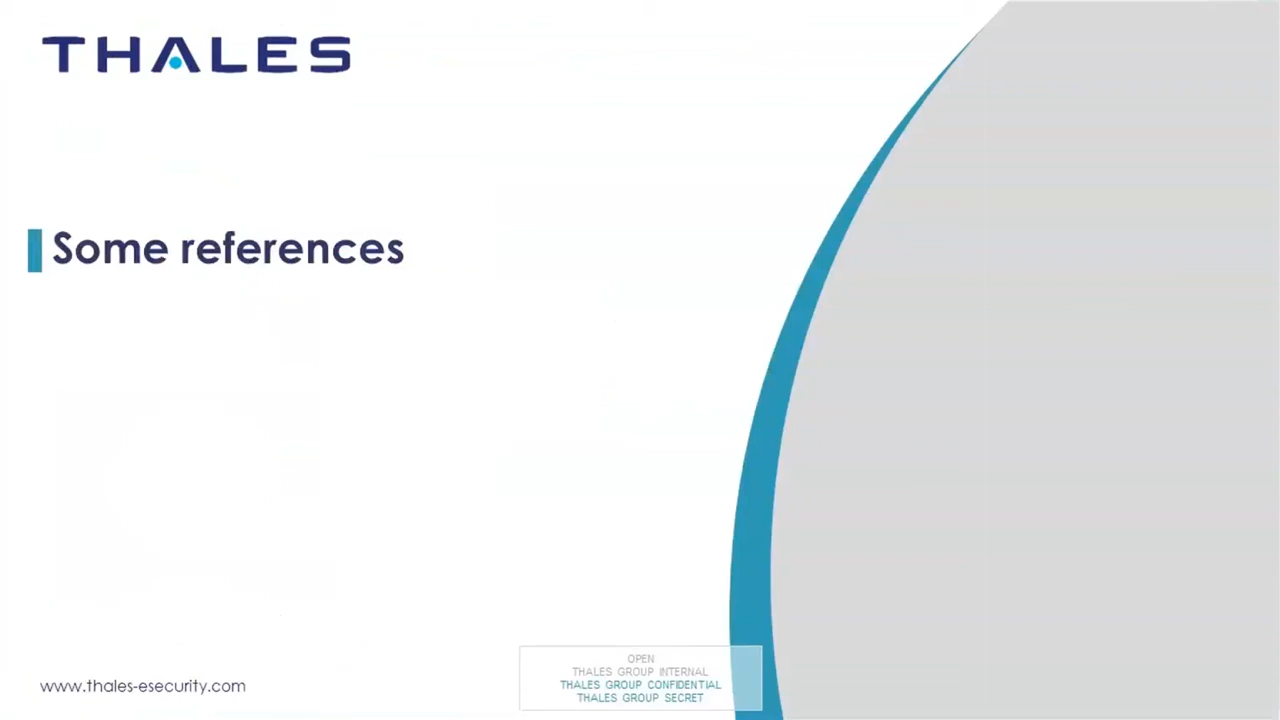 THALES
Some references
www.thales-esecurity.com
OPEN
THALES GROUP INTERNAL
THALES GROUP CONFIDENTIAL
THALES GROUP SECRET